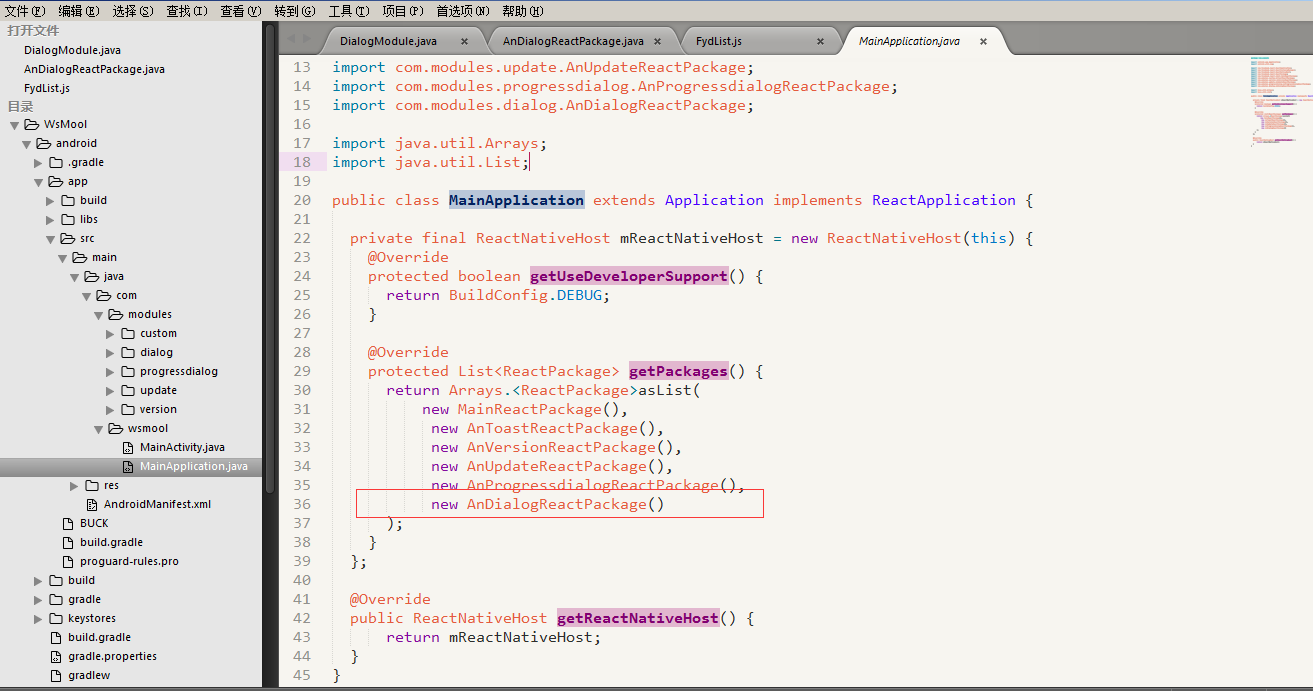 文件(F) 编辑(E) 选择(S) 查找(I) 查看(V) 转到(G) 工具(T) 项目(P) 首选项(N) 帮助(H)
打开文件
DialogModule.java
AnDialogReactPackage.java
FydList.js
目录
WsMool
android
.gradle
app
build
libs
src
main
java
com
modules
custom
dialog
progressdialog
update
version
wsmool
MainActivity.java
MainApplication.java
res
AndroidManifest.xml
BUCK
build.gradle
proguard-rules.pro
build
gradle
keystores
build.gradle
gradle.properties
gradlew
DialogModule.java × AnDialogReactPackage.java × FydList.js × MainApplication.java ×
13 import com.modules.update.AnUpdateReactPackage;
14 import com.modules.progressdialog.AnProgressdialogReactPackage;
15 import com.modules.dialog.AnDialogReactPackage;
16
17 import java.util.Arrays;
18 import java.util.List;
19
20 public class MainApplication extends Application implements ReactApplication {
21
22 private final ReactNativeHost mReactNativeHost = new ReactNativeHost(this) {
23 @Override
24 protected boolean getUseDeveloperSupport() {
25 return BuildConfig.DEBUG;
26 }
27
28 @Override
29 protected List<ReactPackage> getPackages() {
30 return Arrays.<ReactPackage>asList(
31 new MainReactPackage(),
32 new AnToastReactPackage(),
33 new AnVersionReactPackage(),
34 new AnUpdateReactPackage(),
35 new AnProgressdialogReactPackage(),
36 new AnDialogReactPackage()
37 );
38 }
39 };
40
41 @Override
42 public ReactNativeHost getReactNativeHost() {
43 return mReactNativeHost;
44 }
45 }